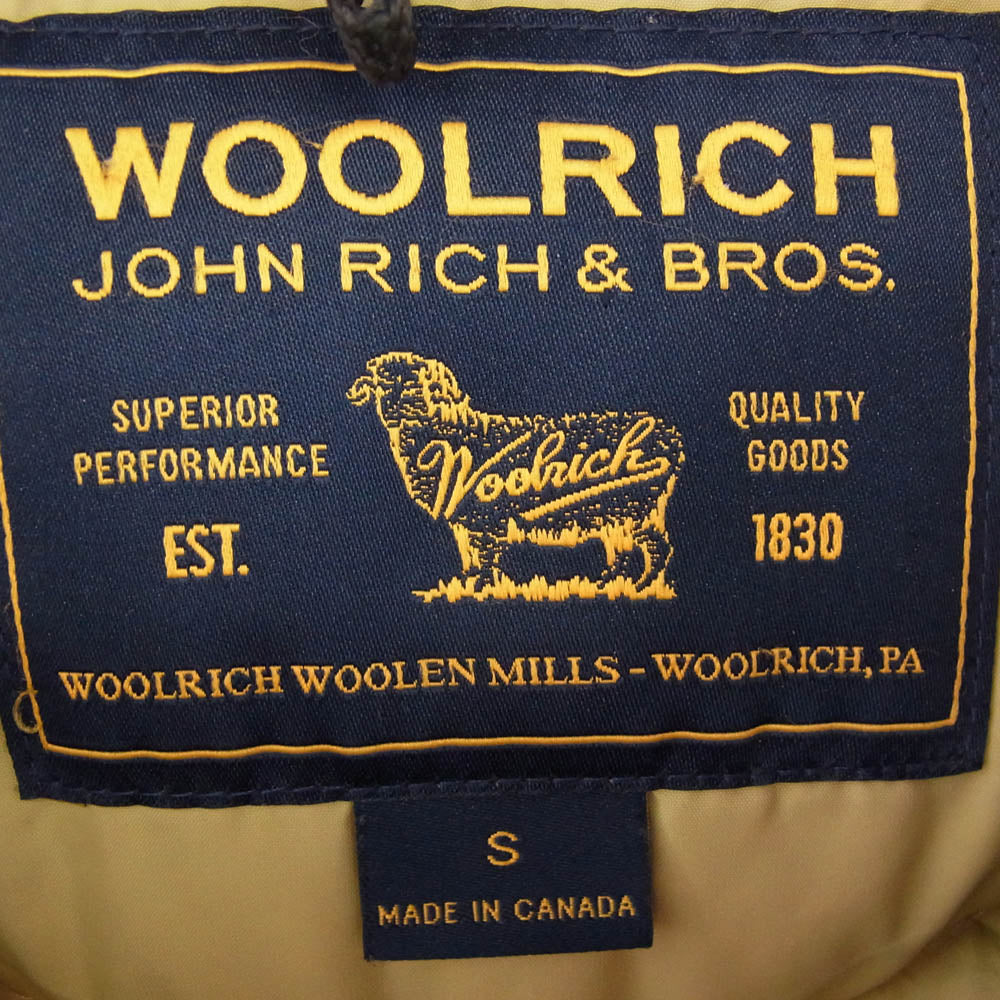 WOOLRICH
JOHN RICH & BROS.
SUPERIOR
PERFORMANCE
EST.
Woolrich
QUALITY
GOODS
1830
WOOLRICH WOOLEN MILLS - WOOLRICH, PA
S
MADE IN CANADA